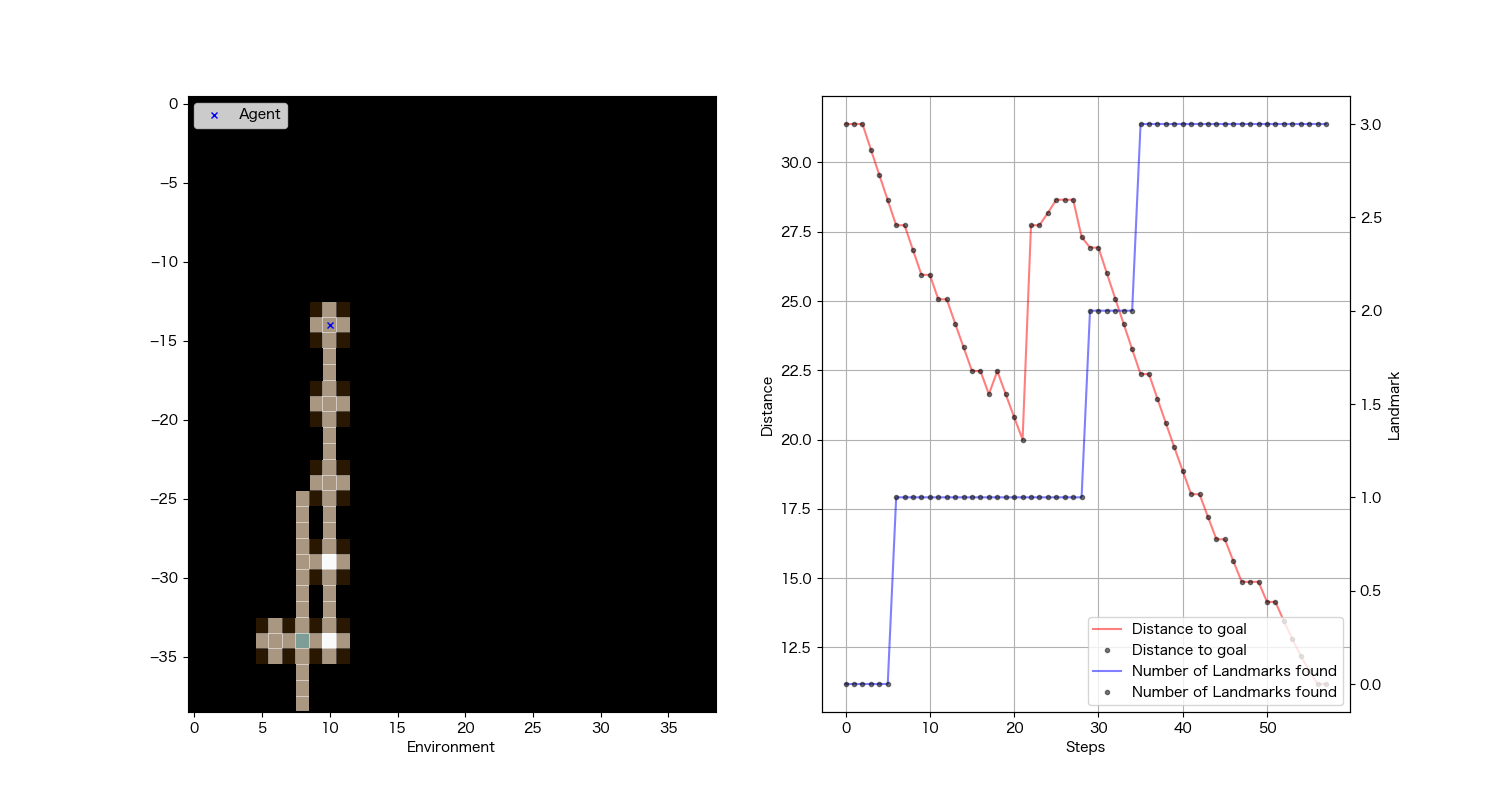 Agent
0
−5
−10
−15
−20
−25
−30
−35
0 5 10 15 20 25 30 35
Environment
Distance
30.0
27.5
25.0
22.5
20.0
17.5
15.0
12.5
0 10 20 30 40 50
Steps
3.0
2.5
2.0
1.5
1.0
0.5
0.0
Landmark
Distance to goal
Distance to goal
Number of Landmarks found
Number of Landmarks found